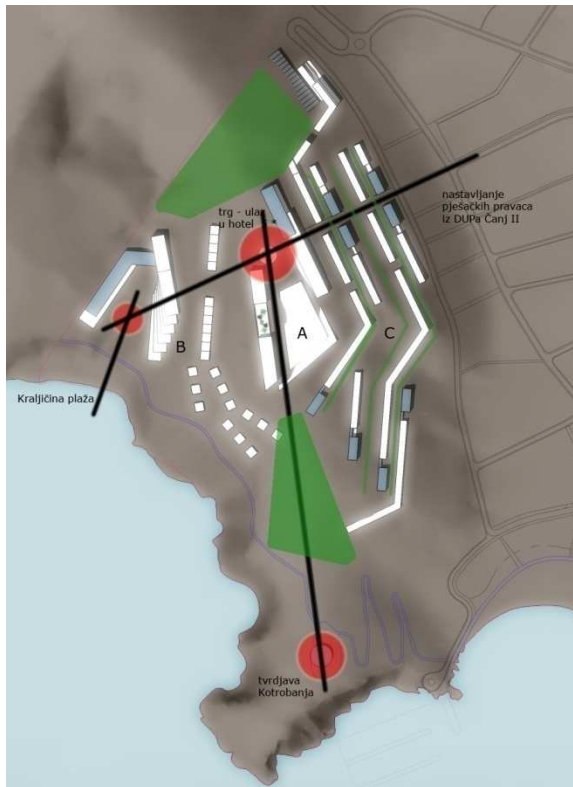 nastavljanje
pješačkih pravaca
iz DUPa Čanj II
trg - ulaz
u hotel
A
B
C
Kraljičina plaža
tvrdjava
Kotrobanja